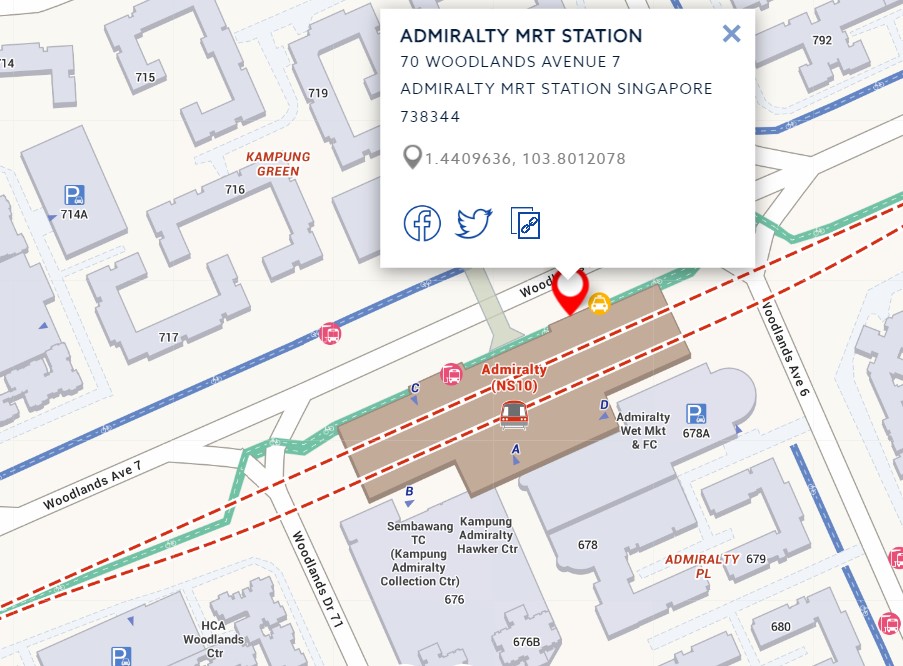 ADMIRALTY MRT STATION
70 WOODLANDS AVENUE 7
ADMIRALTY MRT STATION SINGAPORE
738344
1.4409636, 103.8012078
714
715
719
792
KAMPUNG
GREEN
716
714A
717
Woodlands Ave 6
C
Admiralty
(NS10)
D
Admiralty
Wet Mkt
& FC
678A
A
Woodlands Ave 7
B
Sembawang
TC
(Kampung
Admiralty
Collection Ctr)
Kampung
Admiralty
Hawker Ctr
678
ADMIRALTY
PL
679
676
Woodlands Dr 71
HCA
Woodlands
Ctr
676B
680